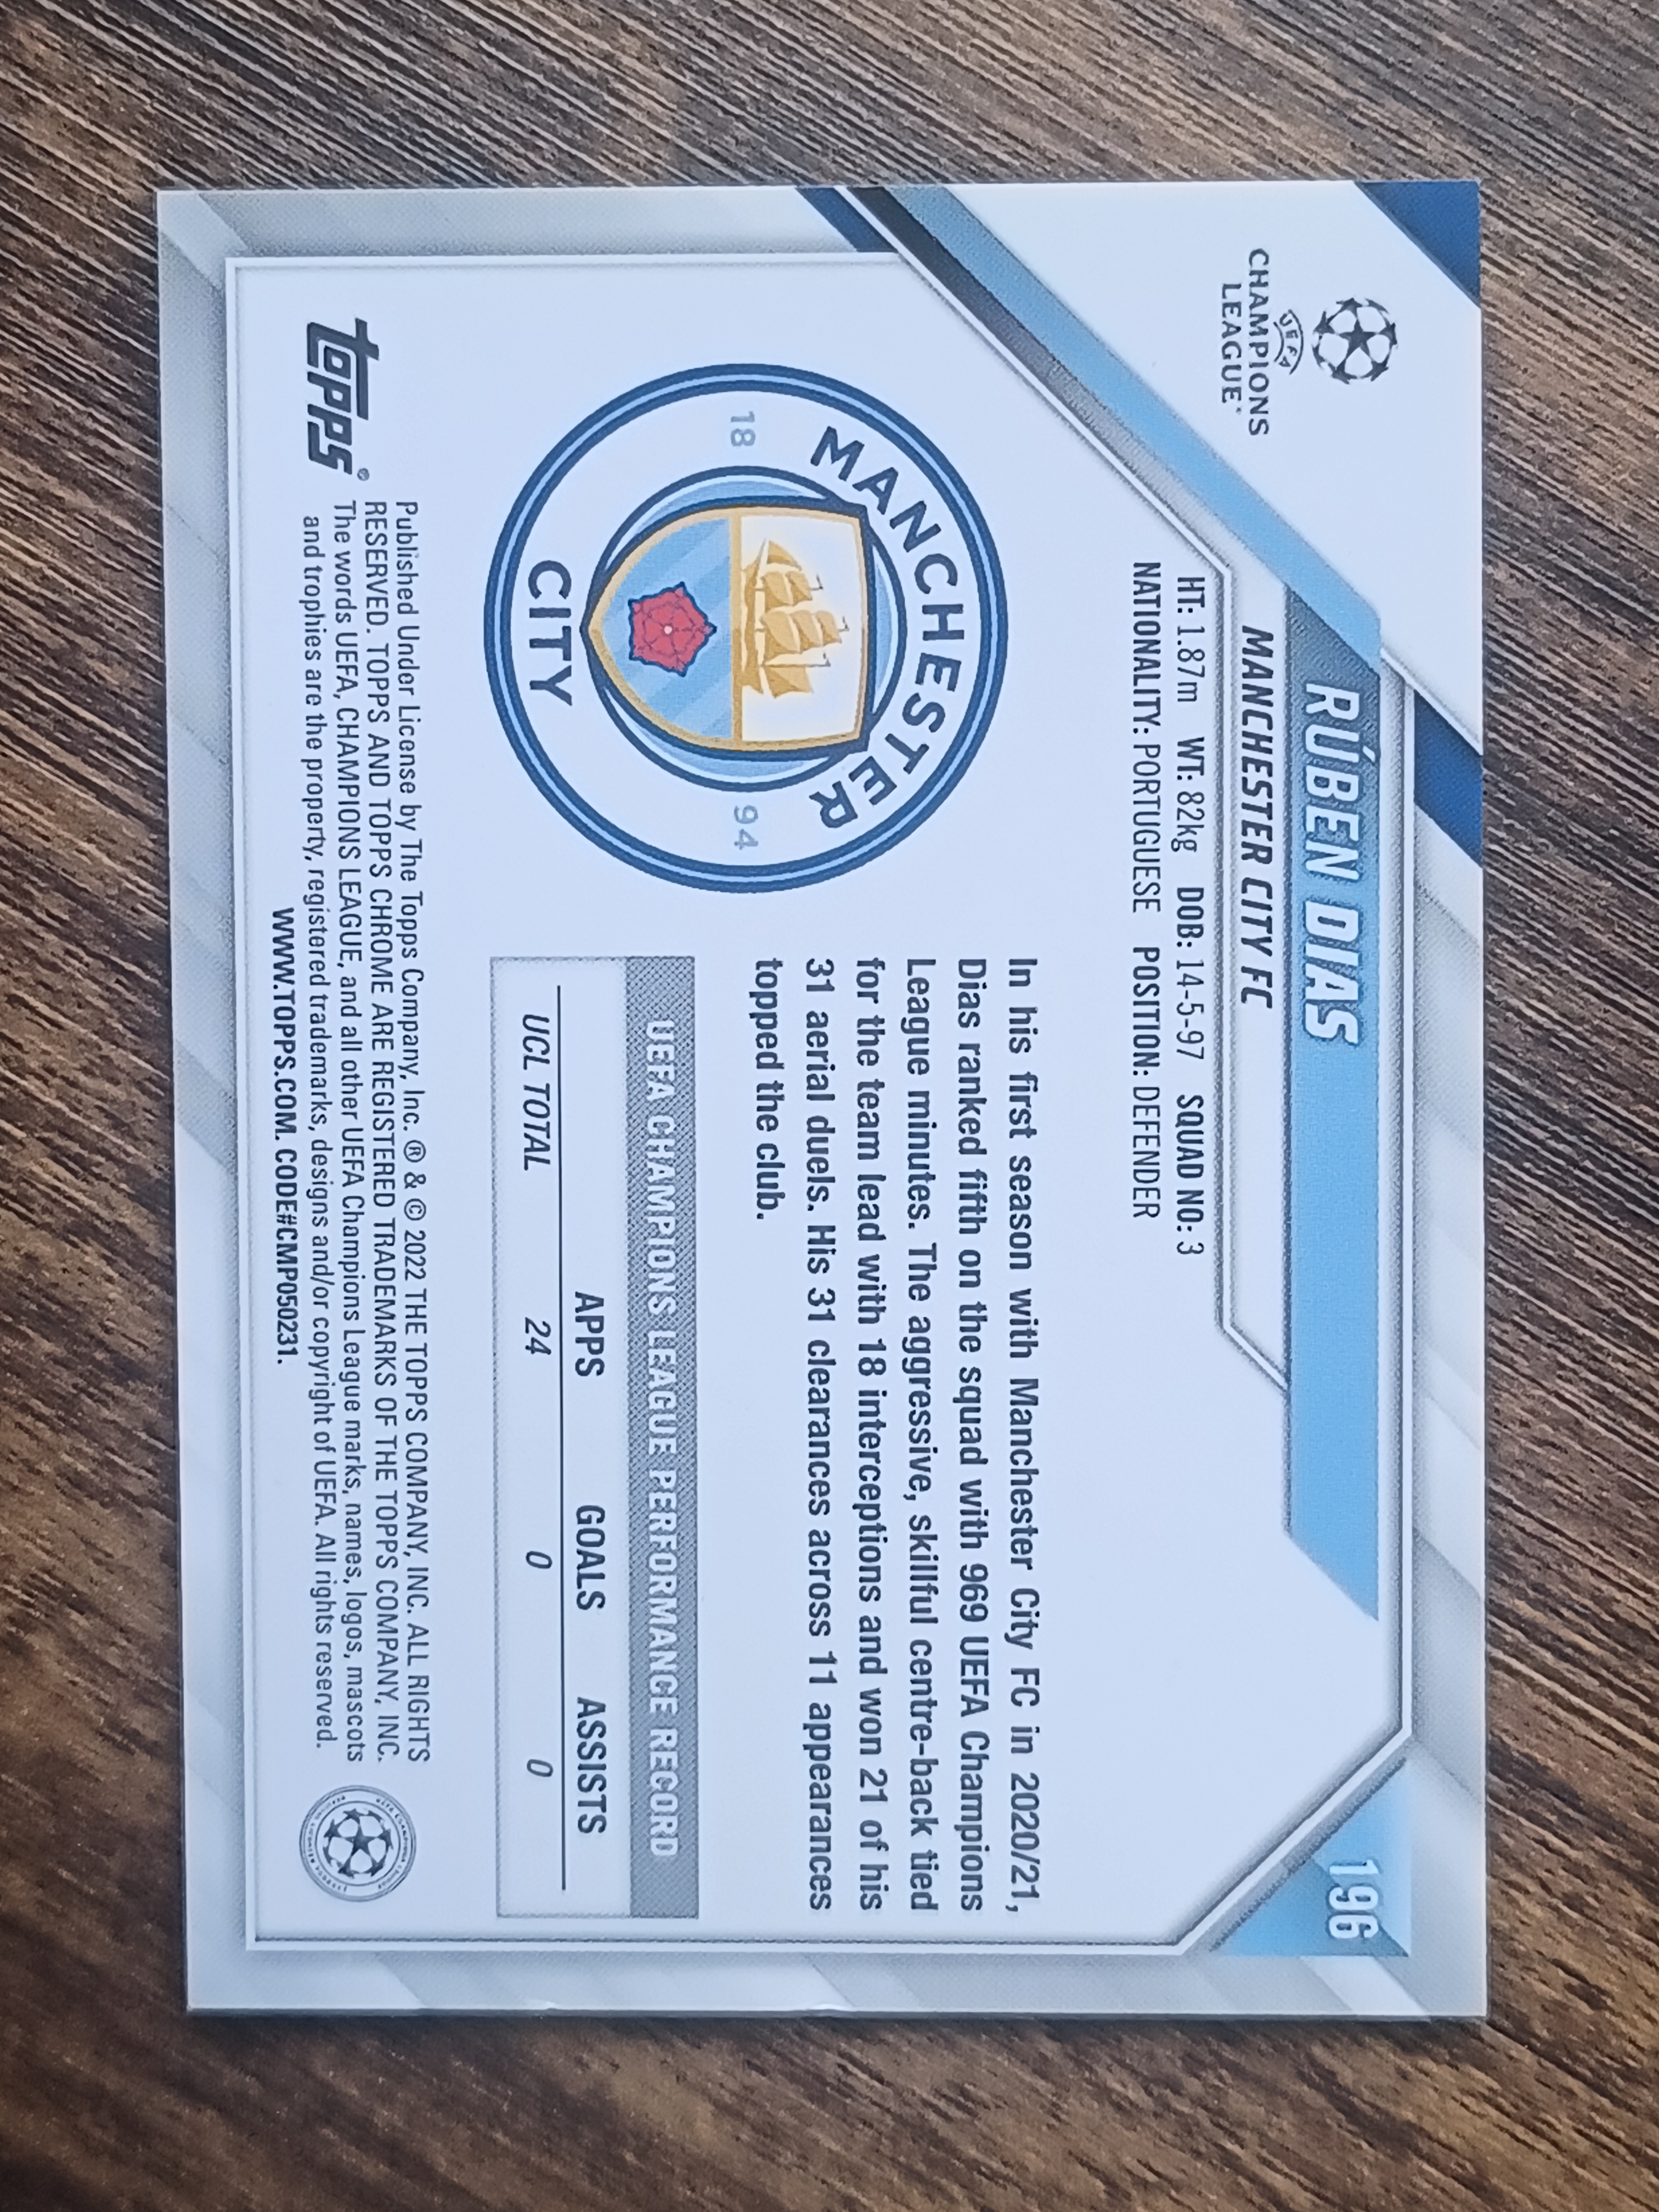 UEFA
CHAMPIONS
LEAGUE
RÚBEN DIAS
196
MANCHESTER CITY FC
HT: 1.87m WT: 82kg DOB: 14-5-97 SQUAD NO: 3
NATIONALITY: PORTUGUESE POSITION: DEFENDER
MANCHESTER
18 94
CITY
In his first season with Manchester City FC in 2020/21,
Dias ranked fifth on the squad with 969 UEFA Champions
League minutes. The aggressive, skillful centre-back tied
for the team lead with 18 interceptions and won 21 of his
31 aerial duels. His 31 clearances across 11 appearances
topped the club.
UEFA CHAMPIONS LEAGUE PERFORMANCE RECORD
APPS GOALS ASSISTS
UCL TOTAL 24 0 0
topps®
Published Under License by The Topps Company, Inc. ® & © 2022 THE TOPPS COMPANY, INC. ALL RIGHTS
RESERVED. TOPPS AND TOPPS CHROME ARE REGISTERED TRADEMARKS OF THE TOPPS COMPANY, INC.
The words UEFA, CHAMPIONS LEAGUE, and all other UEFA Champions League marks, names, logos, mascots
and trophies are the property, registered trademarks, designs and/or copyright of UEFA. All rights reserved.
WWW.TOPPS.COM. CODE#CMP050231.